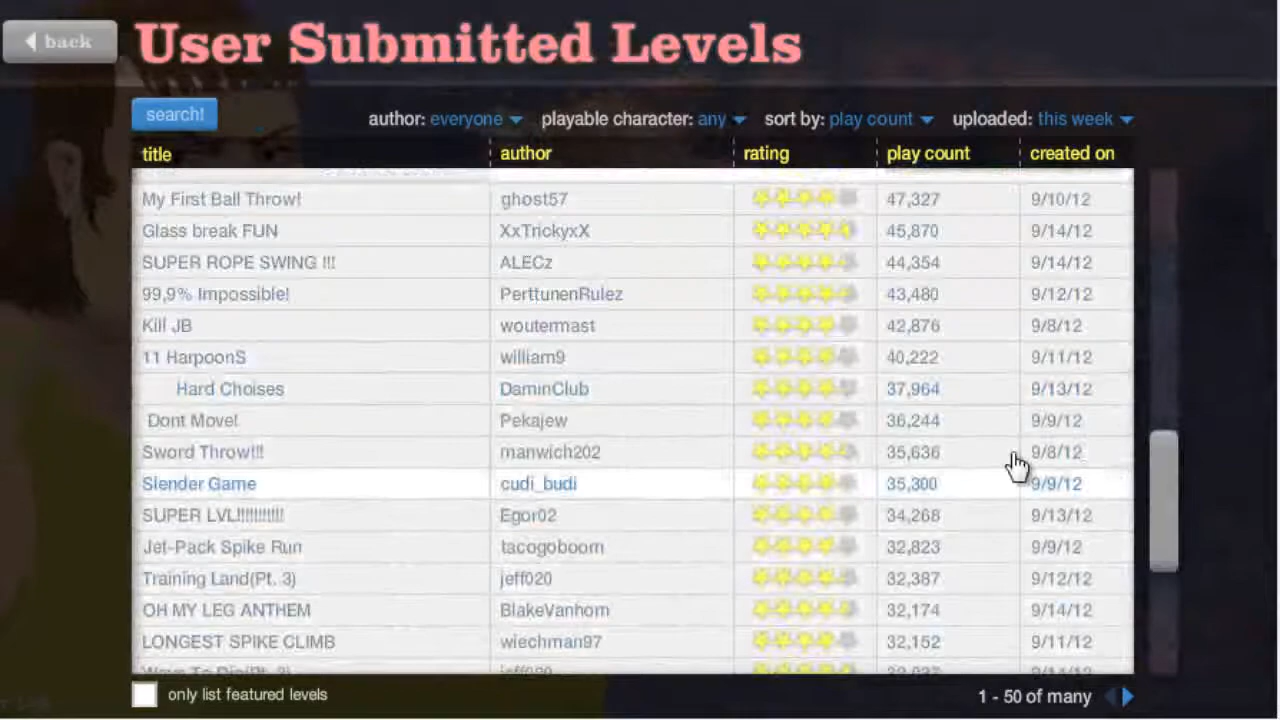 back
User Submitted Levels
search!
author: everyone playable character: any sort by: play count uploaded: this week
title author rating play count created on
My First Ball Throw! ghost57 47,327 9/10/12
Glass break FUN XxTrickyxX 45,870 9/14/12
SUPER ROPE SWING !!! ALECz 44,354 9/14/12
99,9% Impossible! PerttunenRulez 43,480 9/12/12
Kill JB woutermast 42,876 9/8/12
11 HarpoonS william9 40,222 9/11/12
Hard Choises DaminClub 37,964 9/13/12
Dont Move! Pekajew 36,244 9/9/12
Sword Throw!!! manwich202 35,636 9/8/12
Slender Game cudi_budi 35,300 9/9/12
SUPER LVL!!!!!!!!!!! Egor02 34,268 9/13/12
Jet-Pack Spike Run tacogoboom 32,823 9/9/12
Training Land(Pt. 3) jeff020 32,387 9/12/12
OH MY LEG ANTHEM BlakeVanhorn 32,174 9/14/12
LONGEST SPIKE CLIMB wiechman97 32,152 9/11/12
jeff020
only list featured levels 1 - 50 of many